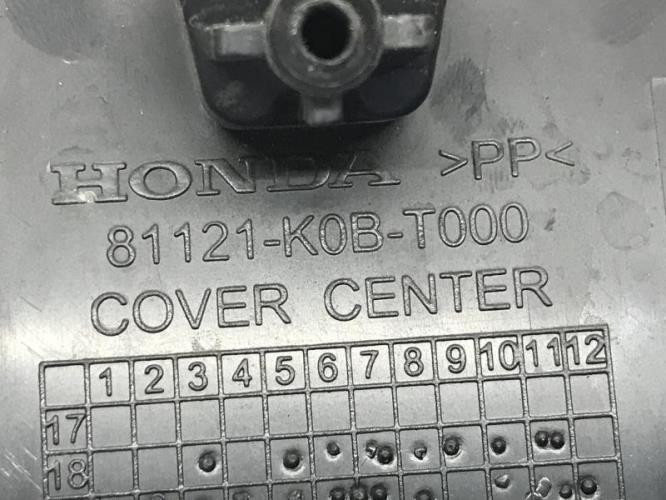 HONDA >PP<
81121-K0B-T000
COVER CENTER
1 2 3 4 5 6 7 8 9 10 11 12
17
18